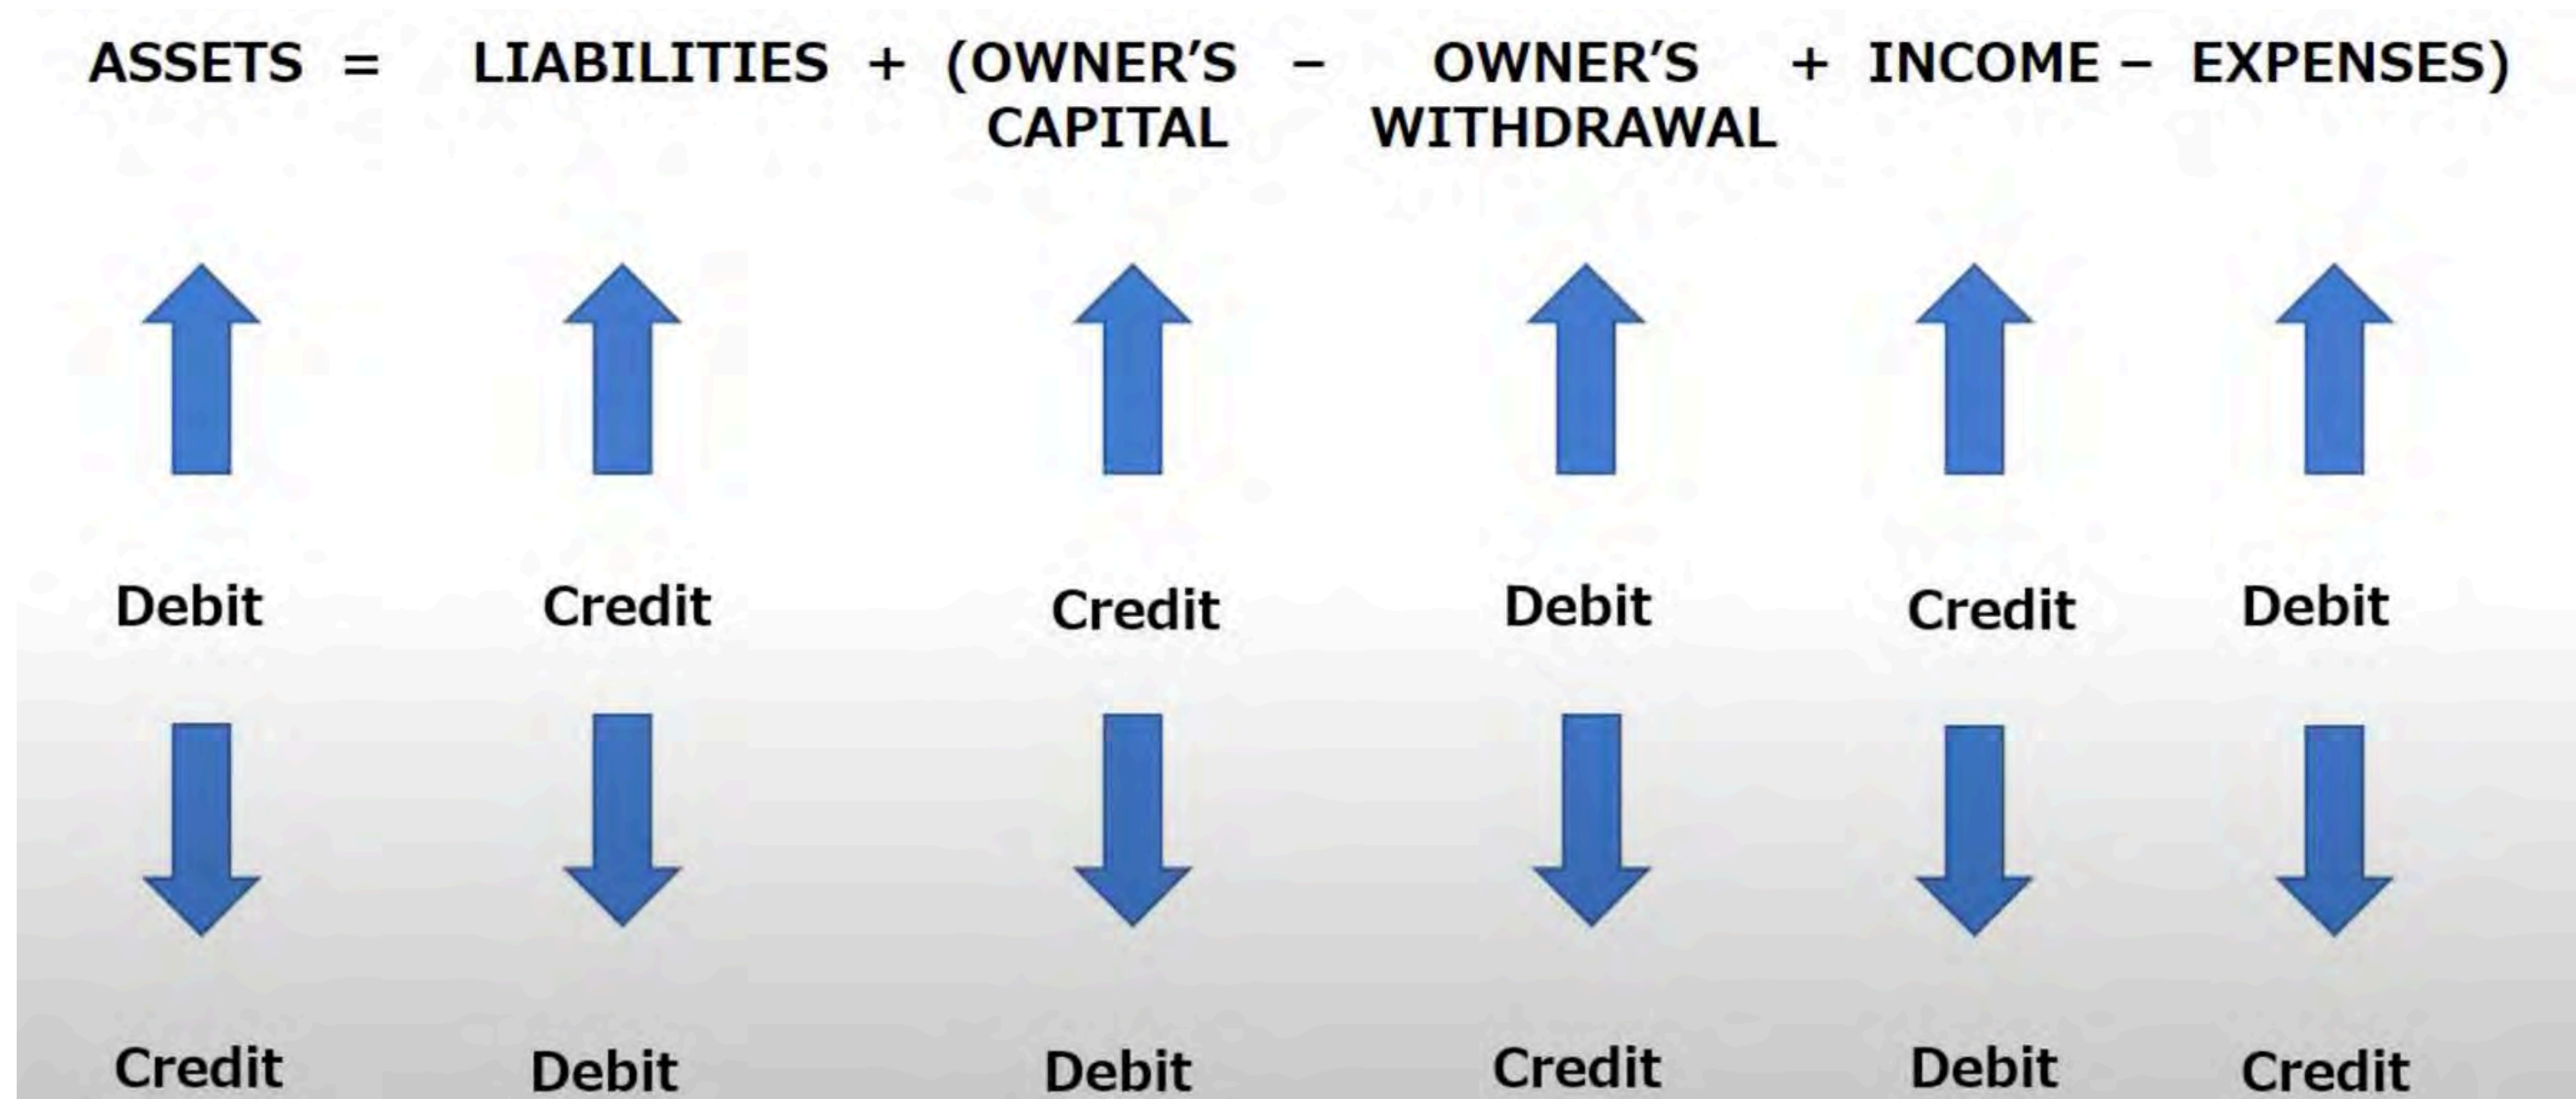 ASSETS = LIABILITIES + (OWNER'S – OWNER'S + INCOME – EXPENSES)
CAPITAL WITHDRAWAL
Debit Credit Credit Debit Credit Debit
Credit Debit Debit Credit Debit Credit